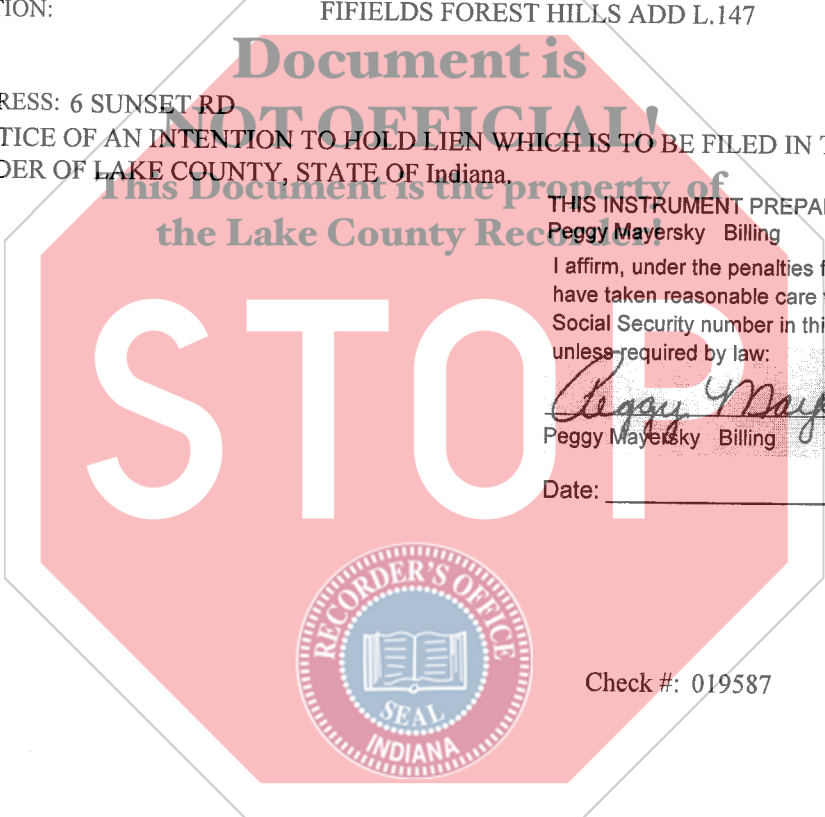 TION: FIFIELDS FOREST HILLS ADD L.147
Document is
RESS: 6 SUNSET RD
NOT OFFICIAL!
TICE OF AN INTENTION TO HOLD LIEN WHICH IS TO BE FILED IN T
DER OF LAKE COUNTY, STATE OF Indiana.
This Document is the property of
the Lake County Recorder!
THIS INSTRUMENT PREPA
Peggy Mayersky Billing
I affirm, under the penalties f
have taken reasonable care
Social Security number in thi
unless required by law:
STOP
Peggy Maye
Peggy Mayersky Billing
Date:
RECORDER'S OFFICE
SEAL
INDIANA
Check #: 019587